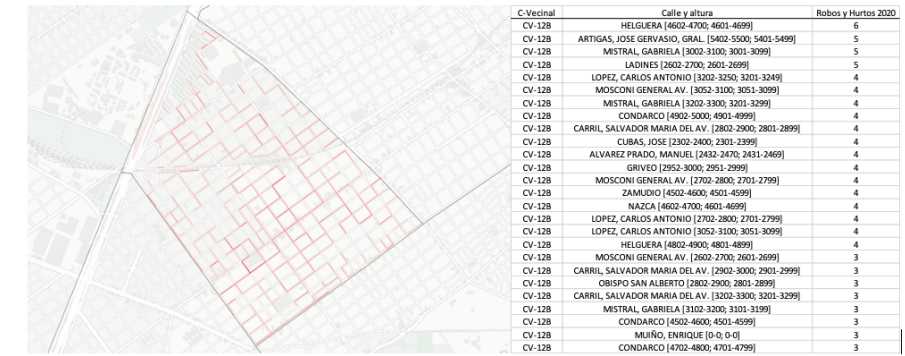 C-Vecinal Calle y altura Robos y Hurtos 2020
CV-12B HELGUERA [4602-4700; 4601-4699] 6
CV-12B ARTIGAS, JOSE GERVASIO, GRAL. [5402-5500; 5401-5499] 5
CV-12B MISTRAL, GABRIELA [3002-3100; 3001-3099] 5
CV-12B LADINES [2602-2700; 2601-2699] 5
CV-12B LOPEZ, CARLOS ANTONIO [3202-3250; 3201-3249] 4
CV-12B MOSCONI GENERAL AV. [3052-3100; 3051-3099] 4
CV-12B MISTRAL, GABRIELA [3202-3300; 3201-3299] 4
CV-12B CONDARCO [4902-5000; 4901-4999] 4
CV-12B CARRIL, SALVADOR MARIA DEL AV. [2802-2900; 2801-2899] 4
CV-12B CUBAS, JOSE [2302-2400; 2301-2399] 4
CV-12B ALVAREZ PRADO, MANUEL [2432-2470; 2431-2469] 4
CV-12B GRIVEO [2952-3000; 2951-2999] 4
CV-12B MOSCONI GENERAL AV. [2702-2800; 2701-2799] 4
CV-12B ZAMUDIO [4502-4600; 4501-4599] 4
CV-12B NAZCA [4602-4700; 4601-4699] 4
CV-12B LOPEZ, CARLOS ANTONIO [2702-2800; 2701-2799] 4
CV-12B LOPEZ, CARLOS ANTONIO [3052-3100; 3051-3099] 4
CV-12B HELGUERA [4802-4900; 4801-4899] 4
CV-12B MOSCONI GENERAL AV. [2602-2700; 2601-2699] 3
CV-12B CARRIL, SALVADOR MARIA DEL AV. [2902-3000; 2901-2999] 3
CV-12B OBISPO SAN ALBERTO [2802-2900; 2801-2899] 3
CV-12B CARRIL, SALVADOR MARIA DEL AV. [3202-3300; 3201-3299] 3
CV-12B MISTRAL, GABRIELA [3102-3200; 3101-3199] 3
CV-12B CONDARCO [4502-4600; 4501-4599] 3
CV-12B MUIÑO, ENRIQUE [0-0; 0-0] 3
CV-12B CONDARCO [4702-4800; 4701-4799] 3